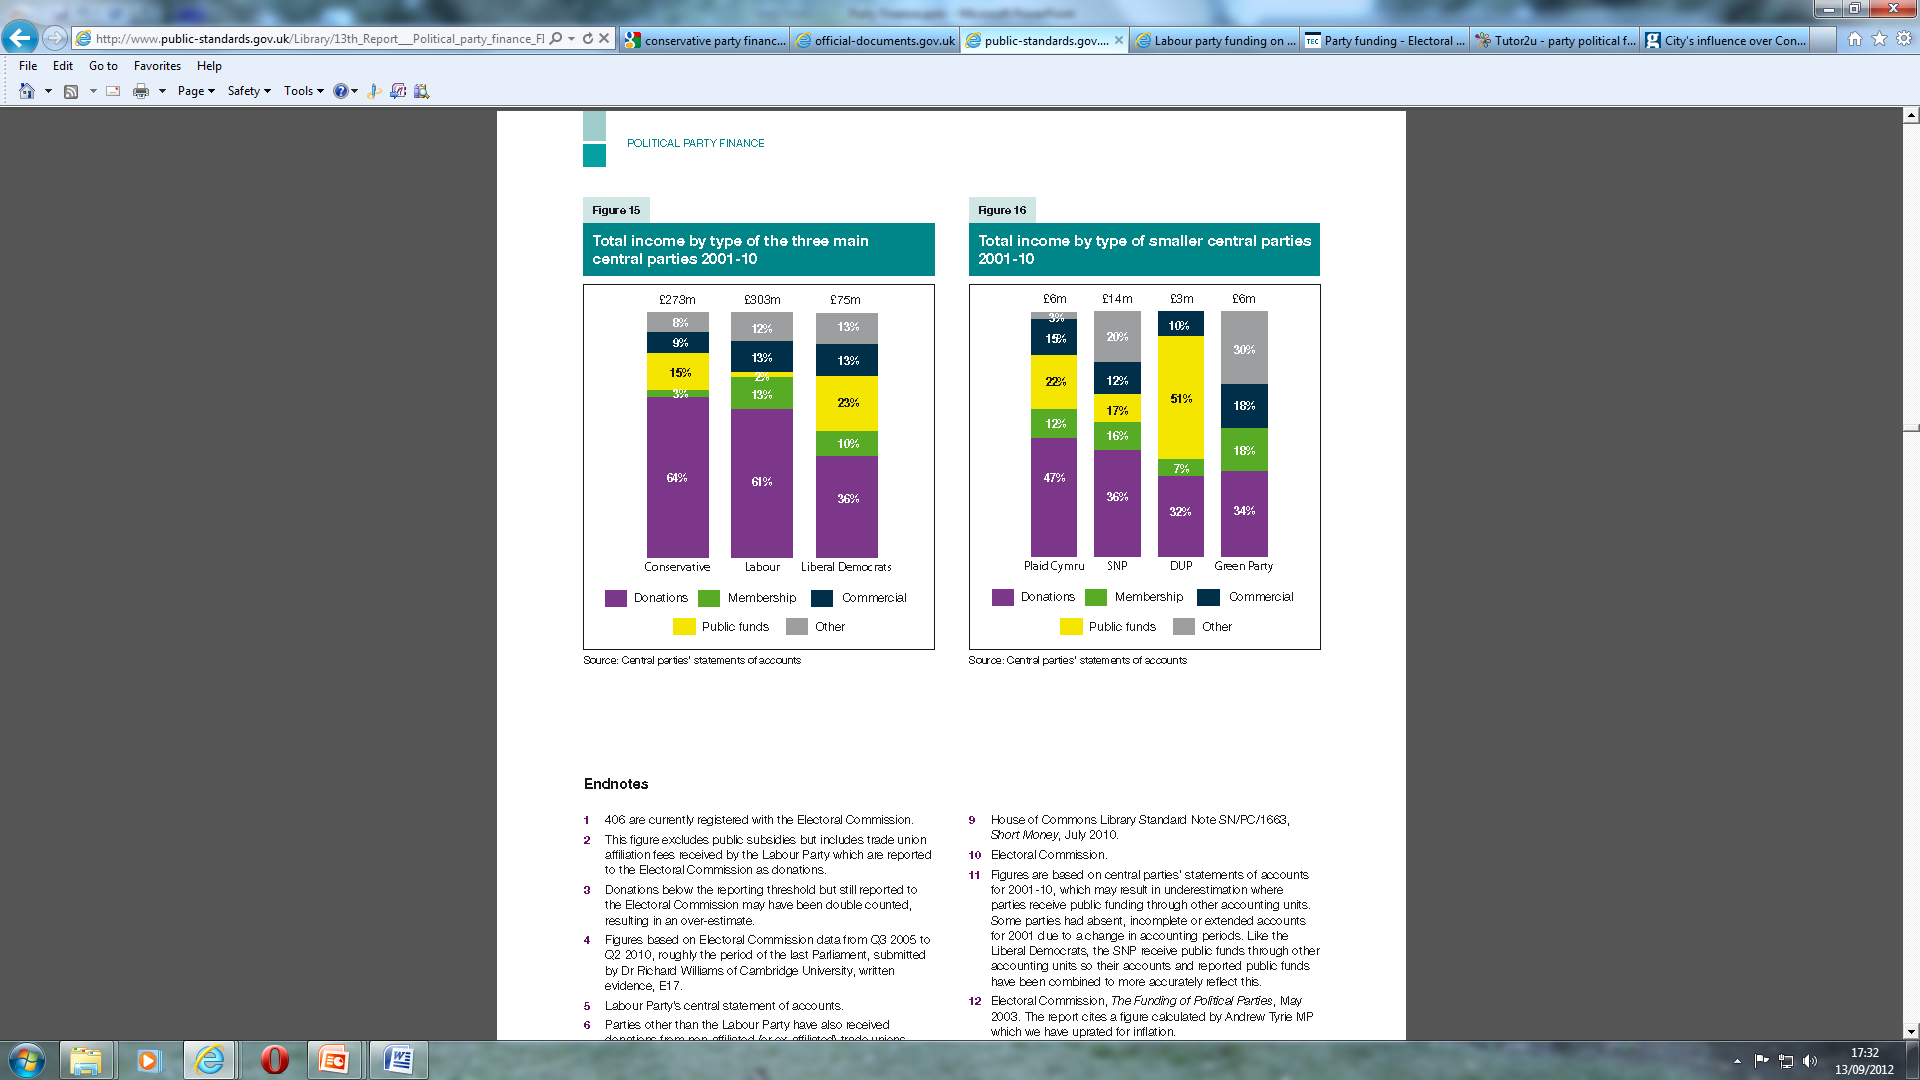 http://www.public-standards.gov.uk/Library/13th_Report___Political_party_finance_FI
conservative party financ...
official-documents.gov.uk
public-standards.gov....
Labour party funding on ...
TEC Party funding - Electoral ...
Tutor2u - party political f...
City's influence over Con...
File Edit Go to Favorites Help
Page Safety Tools
POLITICAL PARTY FINANCE
Figure 15
Total income by type of the three main
central parties 2001-10
£273m £303m £75m
8% 12% 13%
9% 13% 13%
15% 2% 23%
3% 13% 10%
64% 61% 36%
Conservative Labour Liberal Democrats
Donations Membership Commercial
Public funds Other
Source: Central parties' statements of accounts
Figure 16
Total income by type of smaller central parties
2001-10
£6m £14m £3m £6m
3% 20% 10% 30%
15% 12% 51% 18%
22% 17% 7% 18%
12% 16% 32% 34%
47% 36%
Plaid Cymru SNP DUP Green Party
Donations Membership Commercial
Public funds Other
Source: Central parties' statements of accounts
Endnotes
1 406 are currently registered with the Electoral Commission.
2 This figure excludes public subsidies but includes trade union
affiliation fees received by the Labour Party which are reported
to the Electoral Commission as donations.
3 Donations below the reporting threshold but still reported to
the Electoral Commission may have been double counted,
resulting in an over-estimate.
4 Figures based on Electoral Commission data from Q3 2005 to
Q2 2010, roughly the period of the last Parliament, submitted
by Dr Richard Williams of Cambridge University, written
evidence, E17.
5 Labour Party's central statement of accounts.
6 Parties other than the Labour Party have also received
donations from non-affiliated (or ex-affiliated) trade unions
9 House of Commons Library Standard Note SN/PC/1663,
Short Money, July 2010.
10 Electoral Commission.
11 Figures are based on central parties' statements of accounts
for 2001-10, which may result in underestimation where
parties receive public funding through other accounting units.
Some parties had absent, incomplete or extended accounts
for 2001 due to a change in accounting periods. Like the
Liberal Democrats, the SNP receive public funds through other
accounting units so their accounts and reported public funds
have been combined to more accurately reflect this.
12 Electoral Commission, The Funding of Political Parties, May
2003. The report cites a figure calculated by Andrew Tyrie MP
which we have uprated for inflation.
17:32
13/09/2012